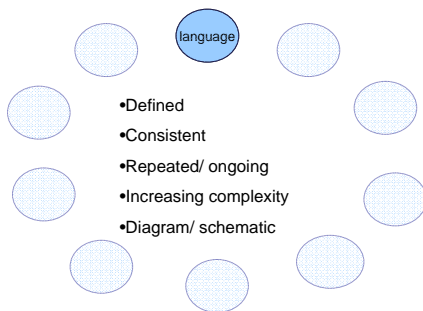 language
•Defined
•Consistent
•Repeated/ ongoing
•Increasing complexity
•Diagram/ schematic